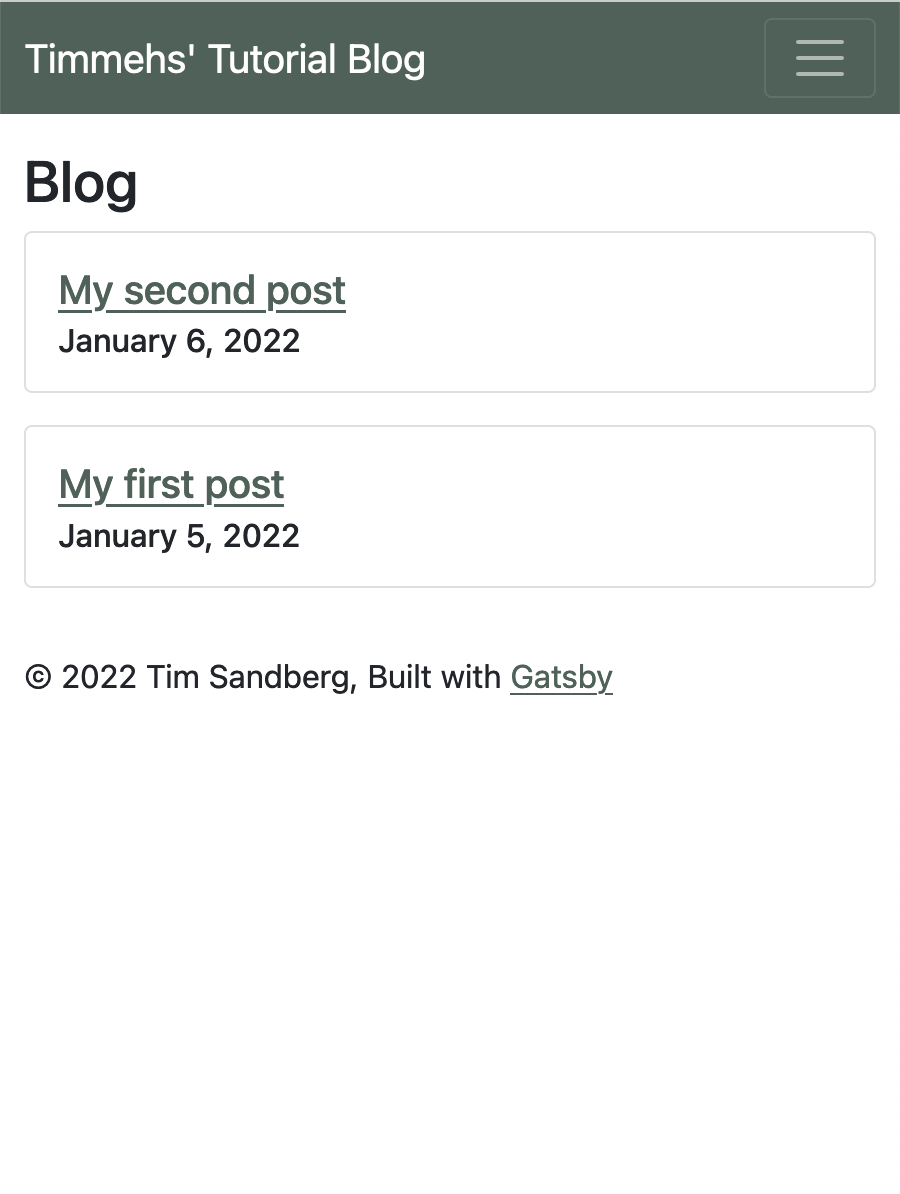 Timmehs' Tutorial Blog
Blog
My second post
January 6, 2022
My first post
January 5, 2022
© 2022 Tim Sandberg, Built with Gatsby